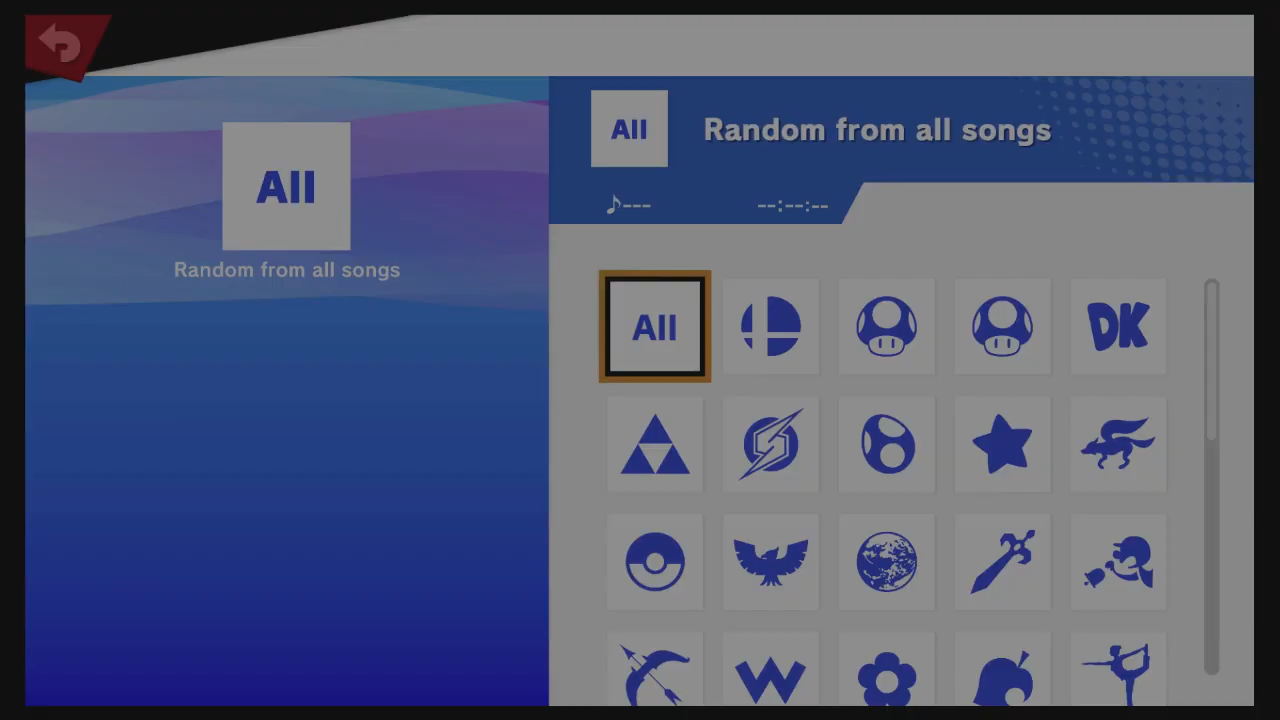 All
Random from all songs
All
Random from all songs
♪--- --:--:--
All
DK